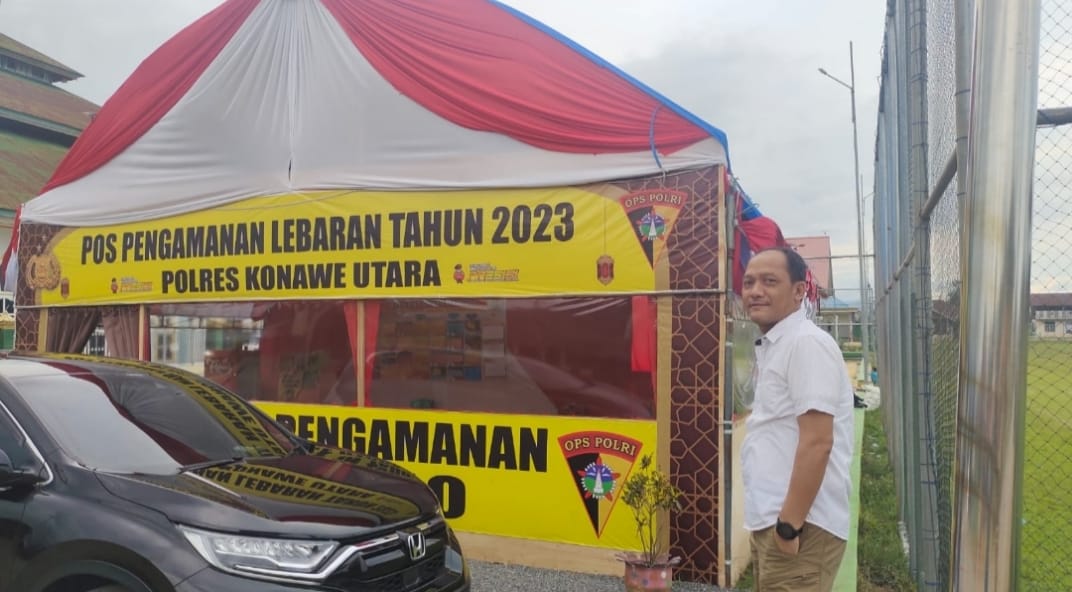 POS PENGAMANAN LEBARAN TAHUN 2023
POLRES KONAWE UTARA
OPS POLRI
PENGAMANAN
OPS POLRI